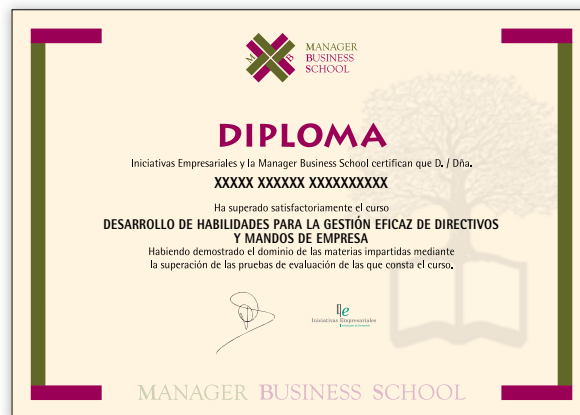 M B
MANAGER
BUSINESS
SCHOOL
DIPLOMA
Iniciativas Empresariales y la Manager Business School certifican que D. / Dña.
XXXXX XXXXXX XXXXXXXXXX
Ha superado satisfactoriamente el curso
DESARROLLO DE HABILIDADES PARA LA GESTIÓN EFICAZ DE DIRECTIVOS
Y MANDOS DE EMPRESA
Habiendo demostrado el dominio de las materias impartidas mediante
la superación de las pruebas de evaluación de las que consta el curso.
Iniciativas Empresariales
MANAGER BUSINESS SCHOOL